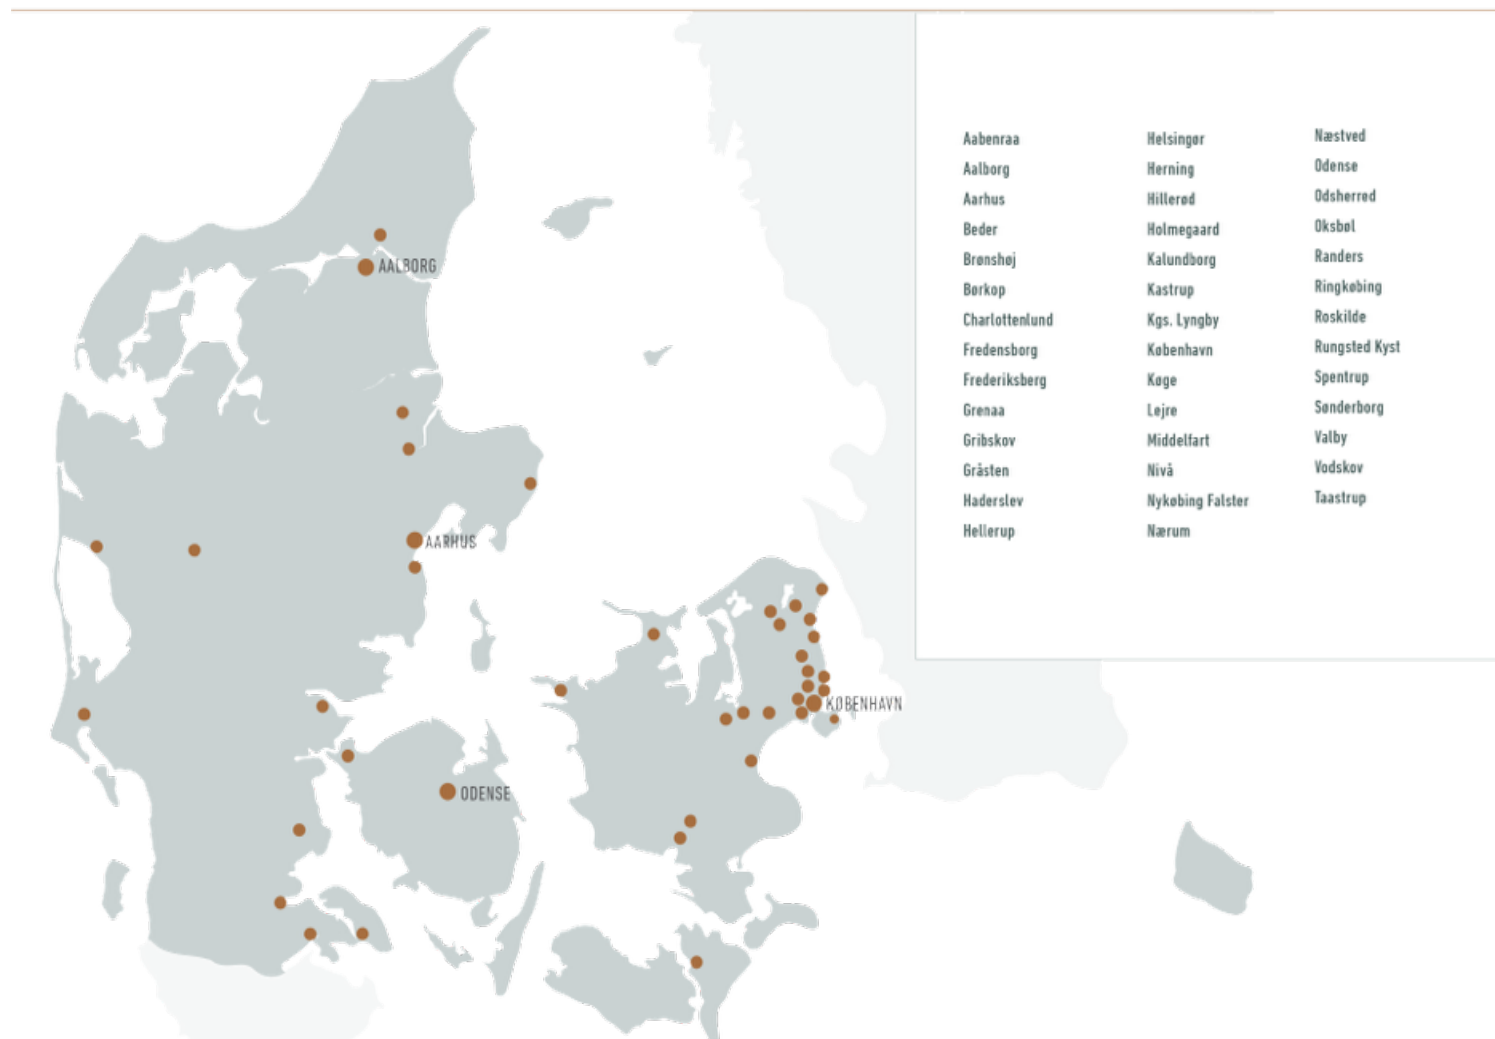 AALBORG
AARHUS
KØBENHAVN
ODENSE
Aabenraa
Aalborg
Aarhus
Beder
Brønshøj
Børkop
Charlottenlund
Fredensborg
Frederiksberg
Grenaa
Gribskov
Gråsten
Haderslev
Hellerup
Helsingør
Herning
Hillerød
Holmegaard
Kalundborg
Kastrup
Kgs. Lyngby
København
Køge
Lejre
Middelfart
Nivå
Nykøbing Falster
Nærum
Næstved
Odense
Odsherred
Oksbøl
Randers
Ringkøbing
Roskilde
Rungsted Kyst
Spentrup
Sønderborg
Valby
Vodskov
Taastrup